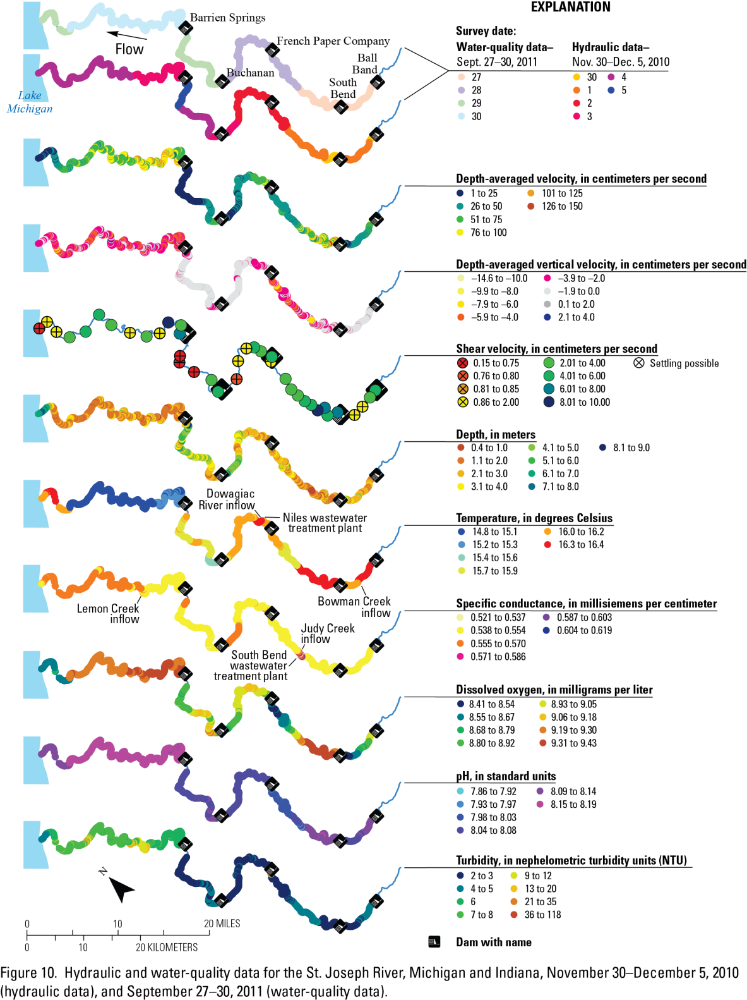 EXPLANATION
Survey date:
Water-quality data–
Sept. 27–30, 2011
27
28
29
30
Hydraulic data–
Nov. 30–Dec. 5, 2010
30
1
2
3
4
5
Barrien Springs
Flow
French Paper Company
Ball
Band
Buchanan
South
Bend
Lake
Michigan
Depth-averaged velocity, in centimeters per second
1 to 25
26 to 50
51 to 75
76 to 100
101 to 125
126 to 150
Depth-averaged vertical velocity, in centimeters per second
–14.6 to –10.0
–9.9 to –8.0
–7.9 to –6.0
–5.9 to –4.0
–3.9 to –2.0
–1.9 to 0.0
0.1 to 2.0
2.1 to 4.0
Shear velocity, in centimeters per second
0.15 to 0.75
0.76 to 0.80
0.81 to 0.85
0.86 to 2.00
2.01 to 4.00
4.01 to 6.00
6.01 to 8.00
8.01 to 10.00
Settling possible
Depth, in meters
0.4 to 1.0
1.1 to 2.0
2.1 to 3.0
3.1 to 4.0
4.1 to 5.0
5.1 to 6.0
6.1 to 7.0
7.1 to 8.0
8.1 to 9.0
Dowagiac
River inflow
Niles wastewater
treatment plant
Temperature, in degrees Celsius
14.8 to 15.1
15.2 to 15.3
15.4 to 15.6
15.7 to 15.9
16.0 to 16.2
16.3 to 16.4
Bowman Creek
inflow
Lemon Creek
inflow
Specific conductance, in millisiemens per centimeter
0.521 to 0.537
0.538 to 0.554
0.555 to 0.570
0.571 to 0.586
0.587 to 0.603
0.604 to 0.619
Judy Creek
inflow
South Bend
wastewater
treatment plant
Dissolved oxygen, in milligrams per liter
8.41 to 8.54
8.55 to 8.67
8.68 to 8.79
8.80 to 8.92
8.93 to 9.05
9.06 to 9.18
9.19 to 9.30
9.31 to 9.43
pH, in standard units
7.86 to 7.92
7.93 to 7.97
7.98 to 8.03
8.04 to 8.08
8.09 to 8.14
8.15 to 8.19
Turbidity, in nephelometric turbidity units (NTU)
2 to 3
4 to 5
6
7 to 8
9 to 12
13 to 20
21 to 35
36 to 118
N
0 10 20 MILES
0 10 20 KILOMETERS
Dam with name
Figure 10. Hydraulic and water-quality data for the St. Joseph River, Michigan and Indiana, November 30–December 5, 2010
(hydraulic data), and September 27–30, 2011 (water-quality data).